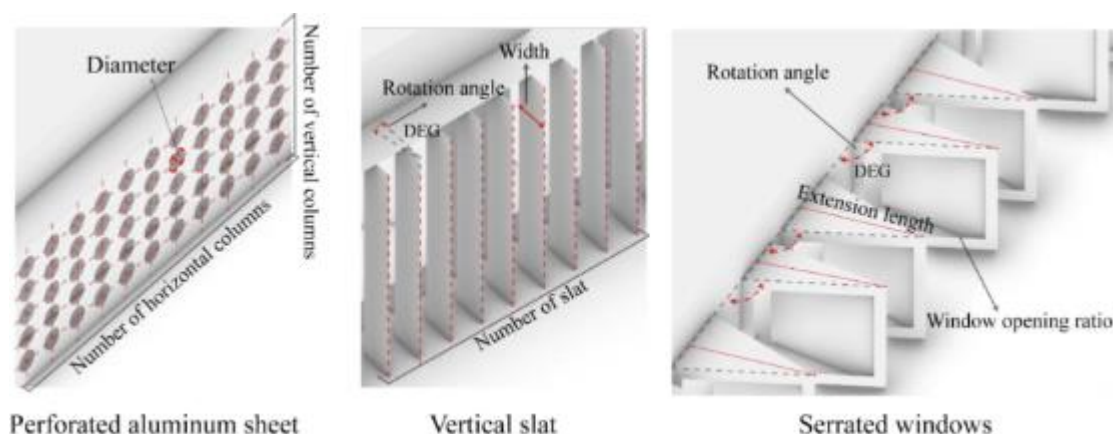 Diameter
Number of vertical columns
Number of horizontal columns
Perforated aluminum sheet
Width
Rotation angle
DEG
Number of slat
Vertical slat
Rotation angle
DEG
Extension length
Window opening ratio
Serrated windows